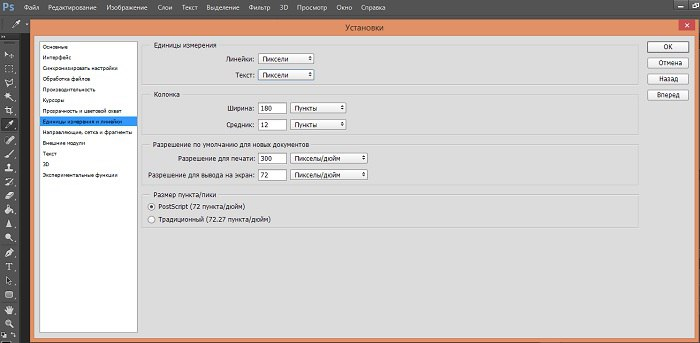 Ps Файл Редактирование Изображение Слои Текст Выделение Фильтр 3D Просмотр Окно Справка
Установки
Основные
Интерфейс
Синхронизировать настройки
Обработка файлов
Производительность
Курсоры
Прозрачность и цветовой охват
Единицы измерения и линейки
Направляющие, сетка и фрагменты
Внешние модули
Текст
3D
Экспериментальные функции
Единицы измерения
Линейки: Пиксели
Текст: Пиксели
Колонка
Ширина: 180 Пункты
Средник: 12 Пункты
Разрешение по умолчанию для новых документов
Разрешение для печати: 300 Пикселы/дюйм
Разрешение для вывода на экран: 72 Пикселы/дюйм
Размер пункта/пики
PostScript (72 пункта/дюйм)
Традиционный (72.27 пункта/дюйм)
OK
Отмена
Назад
Вперед